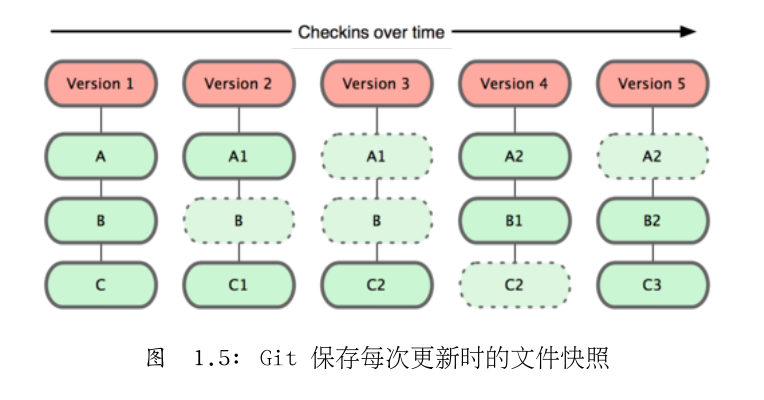 Checkins over time
Version 1 Version 2 Version 3 Version 4 Version 5
A A1 A1 A2 A2
B B B B1 B2
C C1 C2 C2 C3
图 1.5: Git 保存每次更新时的文件快照